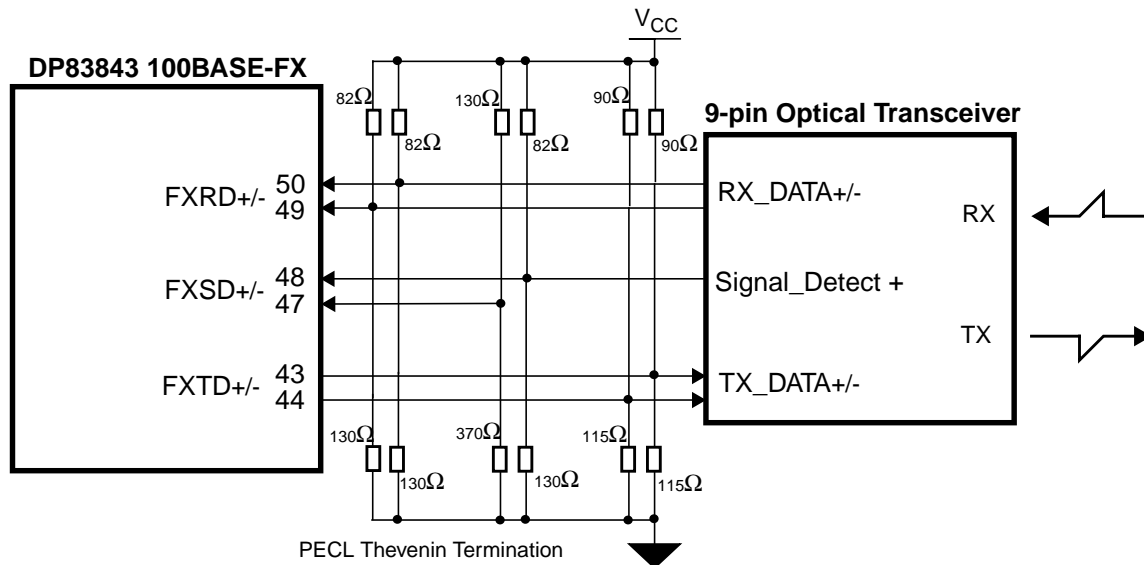 V_CC
DP83843 100BASE-FX
82Ω
130Ω
90Ω
9-pin Optical Transceiver
82Ω
82Ω
90Ω
FXRD+/-
50
49
RX_DATA+/-
RX
FXSD+/-
48
47
Signal_Detect +
TX
FXTD+/-
43
44
TX_DATA+/-
130Ω
370Ω
115Ω
130Ω
130Ω
115Ω
PECL Thevenin Termination